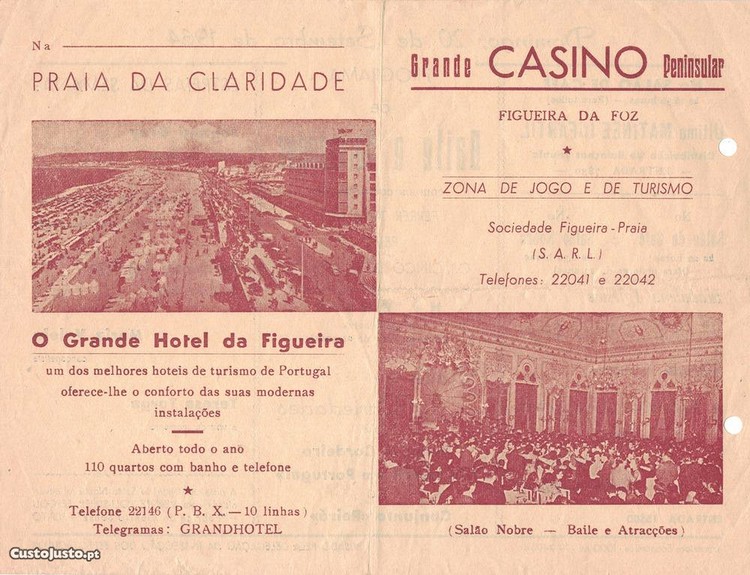 Na
PRAIA DA CLARIDADE
O Grande Hotel da Figueira
um dos melhores hoteis de turismo de Portugal
oferece-lhe o conforto das suas modernas
instalações
Aberto todo o ano
110 quartos com banho e telefone
★
Telefone 22146 (P. B. X. — 10 linhas)
Telegramas: GRANDHOTEL
Grande CASINO Peninsular
FIGUEIRA DA FOZ
★
ZONA DE JOGO E DE TURISMO
Sociedade Figueira-Praia
(S. A. R. L.)
Telefones: 22041 e 22042
(Salão Nobre — Baile e Atracções)
CustoJusto.pt